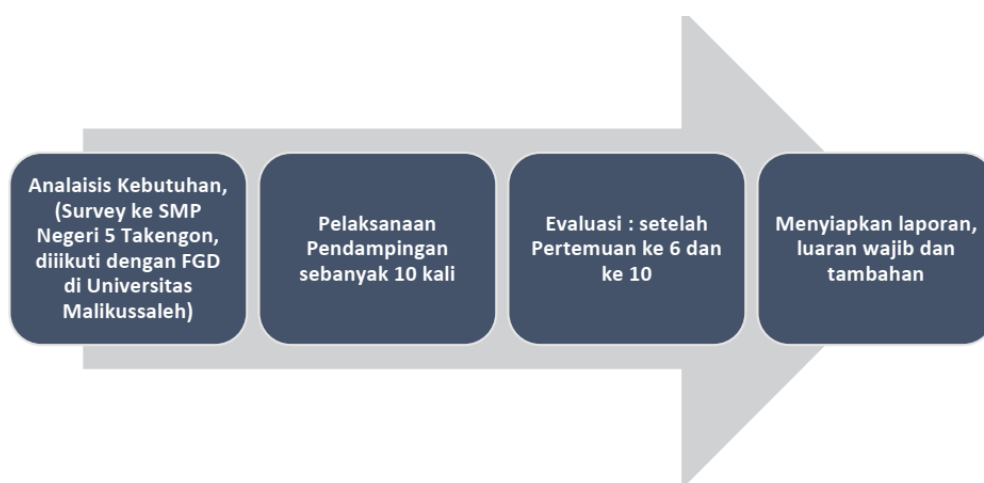 Analaisis Kebutuhan,
(Survey ke SMP
Negeri 5 Takengon,
diiikuti dengan FGD
di Universitas
Malikussaleh)
Pelaksanaan
Pendampingan
sebanyak 10 kali
Evaluasi : setelah
Pertemuan ke 6 dan
ke 10
Menyiapkan laporan,
luaran wajib dan
tambahan